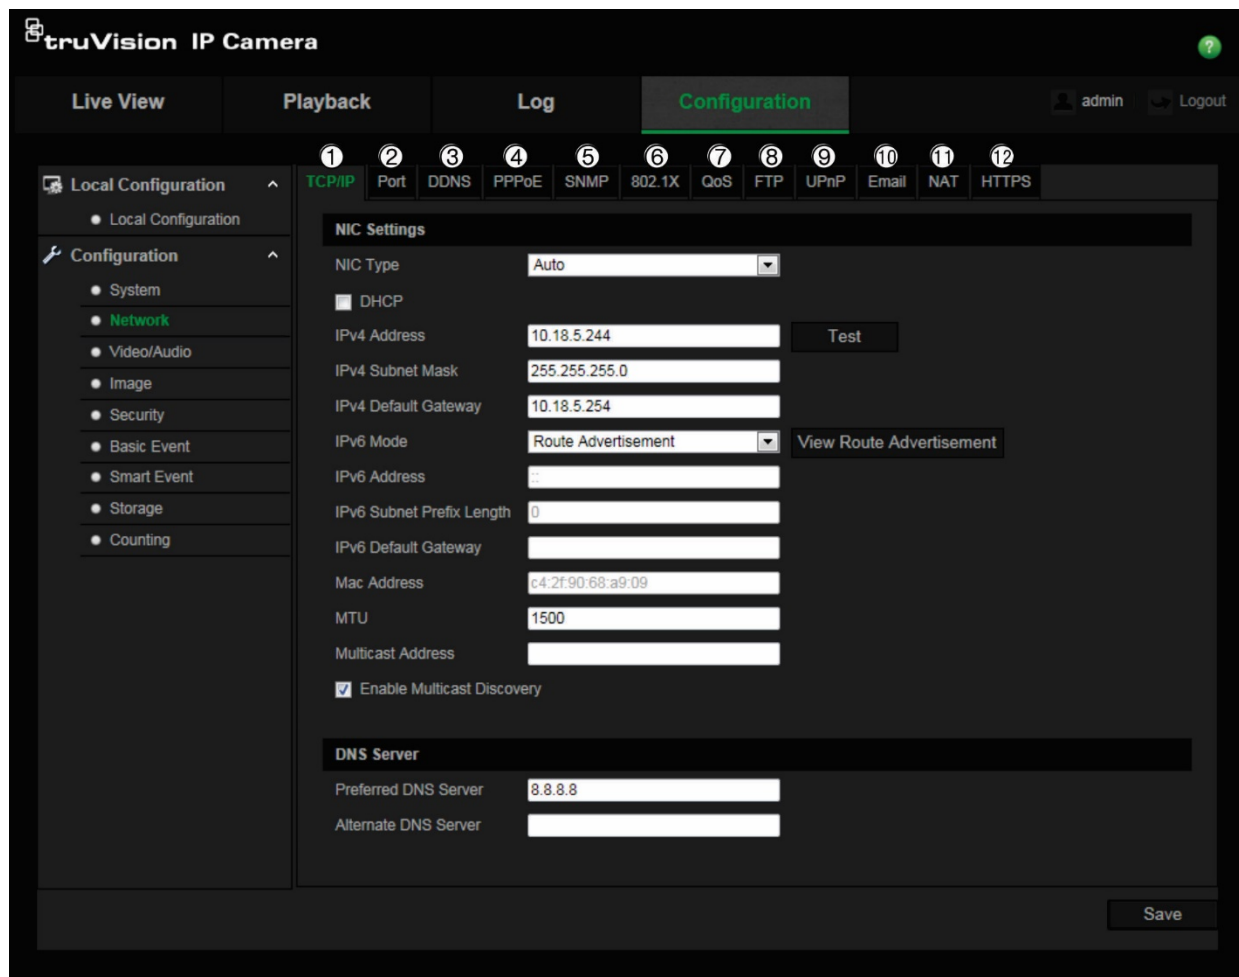 truVision IP Camera
?
Live View Playback Log Configuration admin Logout
① ② ③ ④ ⑤ ⑥ ⑦ ⑧ ⑨ ⑩ ⑪ ⑫
TCP/IP Port DDNS PPPoE SNMP 802.1X QoS FTP UPnP Email NAT HTTPS
Local Configuration
Local Configuration
Configuration
System
Network
Video/Audio
Image
Security
Basic Event
Smart Event
Storage
Counting
NIC Settings
NIC Type Auto
DHCP
IPv4 Address 10.18.5.244 Test
IPv4 Subnet Mask 255.255.255.0
IPv4 Default Gateway 10.18.5.254
IPv6 Mode Route Advertisement View Route Advertisement
IPv6 Address ::
IPv6 Subnet Prefix Length 0
IPv6 Default Gateway
Mac Address c4:2f:90:68:a9:09
MTU 1500
Multicast Address
Enable Multicast Discovery
DNS Server
Preferred DNS Server 8.8.8.8
Alternate DNS Server
Save